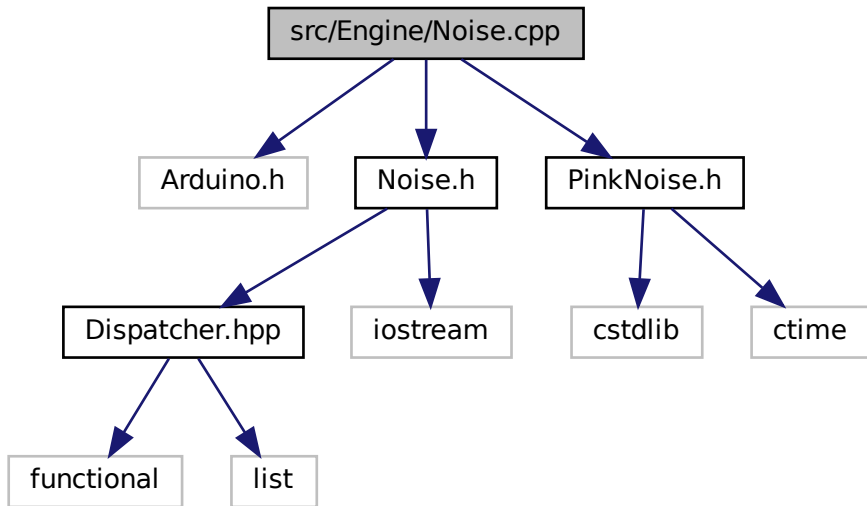 src/Engine/Noise.cpp
Arduino.h
Noise.h
PinkNoise.h
Dispatcher.hpp
iostream
cstdlib
ctime
functional
list